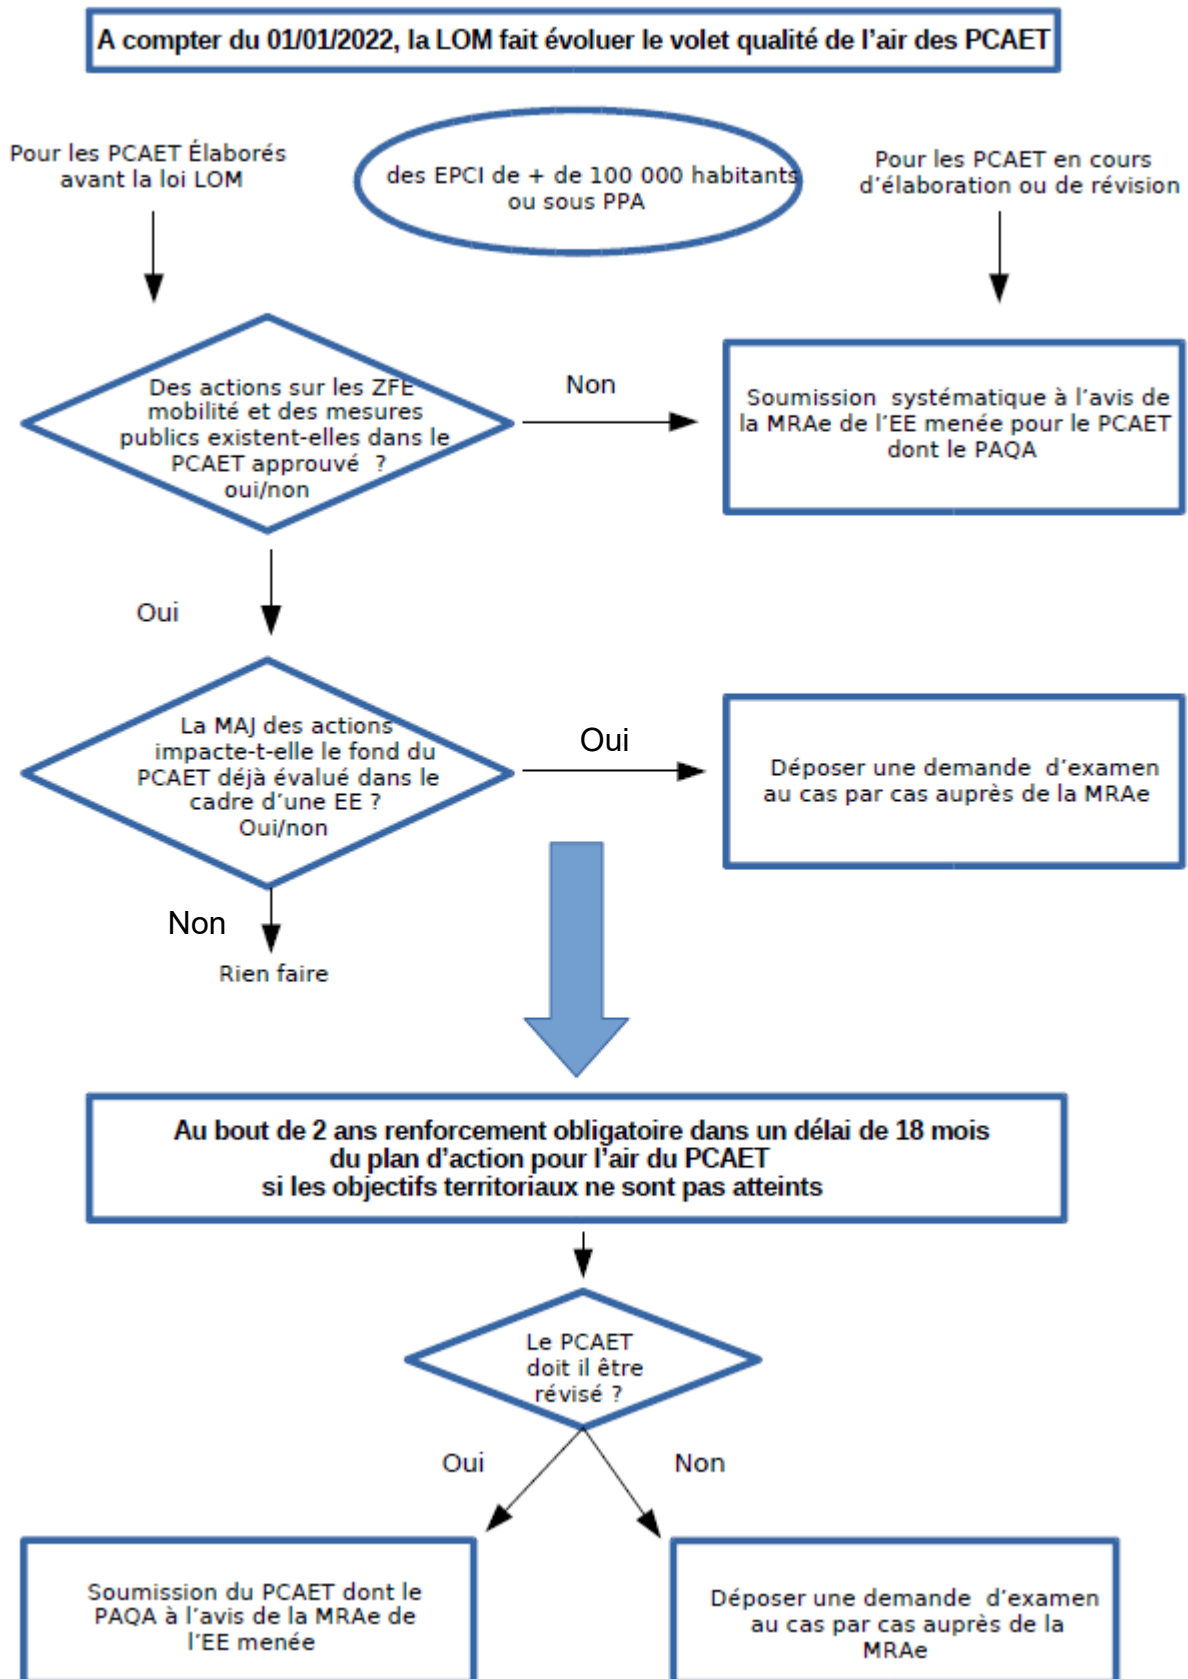 A compter du 01/01/2022, la LOM fait évoluer le volet qualité de l’air des PCAET
Pour les PCAET Élaborés
avant la loi LOM
des EPCI de + de 100 000 habitants
ou sous PPA
Pour les PCAET en cours
d’élaboration ou de révision
Des actions sur les ZFE
mobilité et des mesures
publics existent-elles dans le
PCAET approuvé ?
oui/non
Non
Soumission systématique à l’avis de
la MRAe de l’EE menée pour le PCAET
dont le PAQA
Oui
La MAJ des actions
impacte-t-elle le fond du
PCAET déjà évalué dans le
cadre d’une EE ?
Oui/non
Oui
Déposer une demande d’examen
au cas par cas auprès de la MRAe
Non
Rien faire
Au bout de 2 ans renforcement obligatoire dans un délai de 18 mois
du plan d’action pour l’air du PCAET
si les objectifs territoriaux ne sont pas atteints
Le PCAET
doit il être
révisé ?
Oui
Non
Soumission du PCAET dont le
PAQA à l’avis de la MRAe de
l’EE menée
Déposer une demande d’examen
au cas par cas auprès de la
MRAe